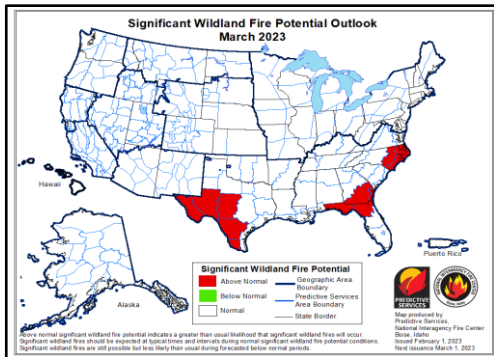 Significant Wildland Fire Potential Outlook
March 2023
Hawaii
Alaska
Puerto Rico
Significant Wildland Fire Potential
Above Normal
Below Normal
Normal
Geographic Area
Boundary
Predictive Services
Area Boundary
State Border
PREDICTIVE
SERVICES
Map produced by
Predictive Services,
National Interagency Fire Center
Boise, Idaho
Issued February 1, 2023
Next issuance March 1, 2023
Above normal significant wildland fire potential indicates a greater than usual likelihood that significant wildland fires will occur.
Significant wildland fires should be expected at typical times and intervals during normal significant wildland fire potential conditions.
Significant wildland fires are still possible but less likely than usual during forecasted below normal periods.